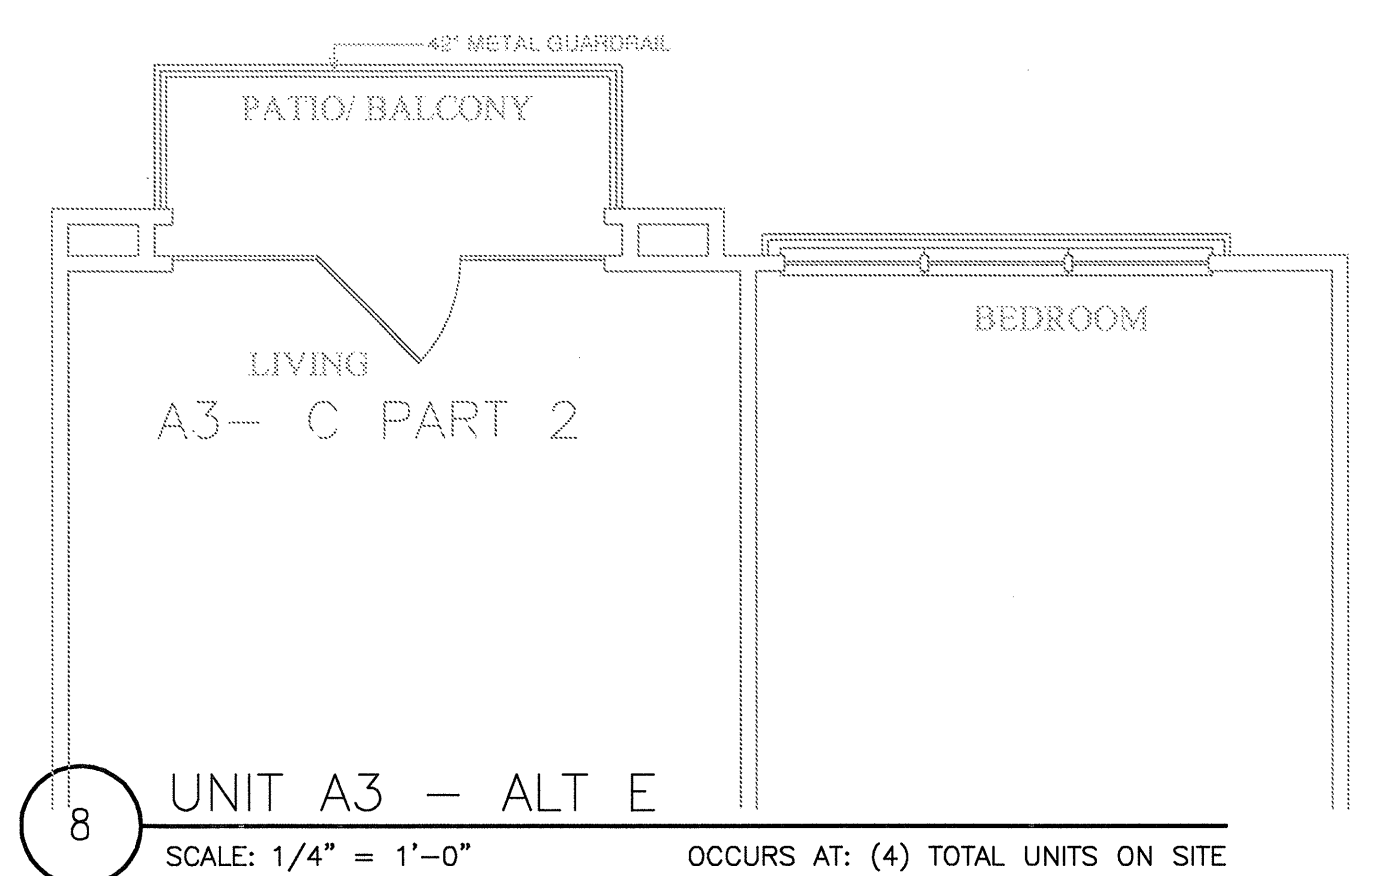 42" METAL GUARDRAIL
PATIO/ BALCONY
BEDROOM
LIVING
A3- C PART 2
UNIT A3 - ALT E
8
SCALE: 1/4" = 1'-0"
OCCURS AT: (4) TOTAL UNITS ON SITE